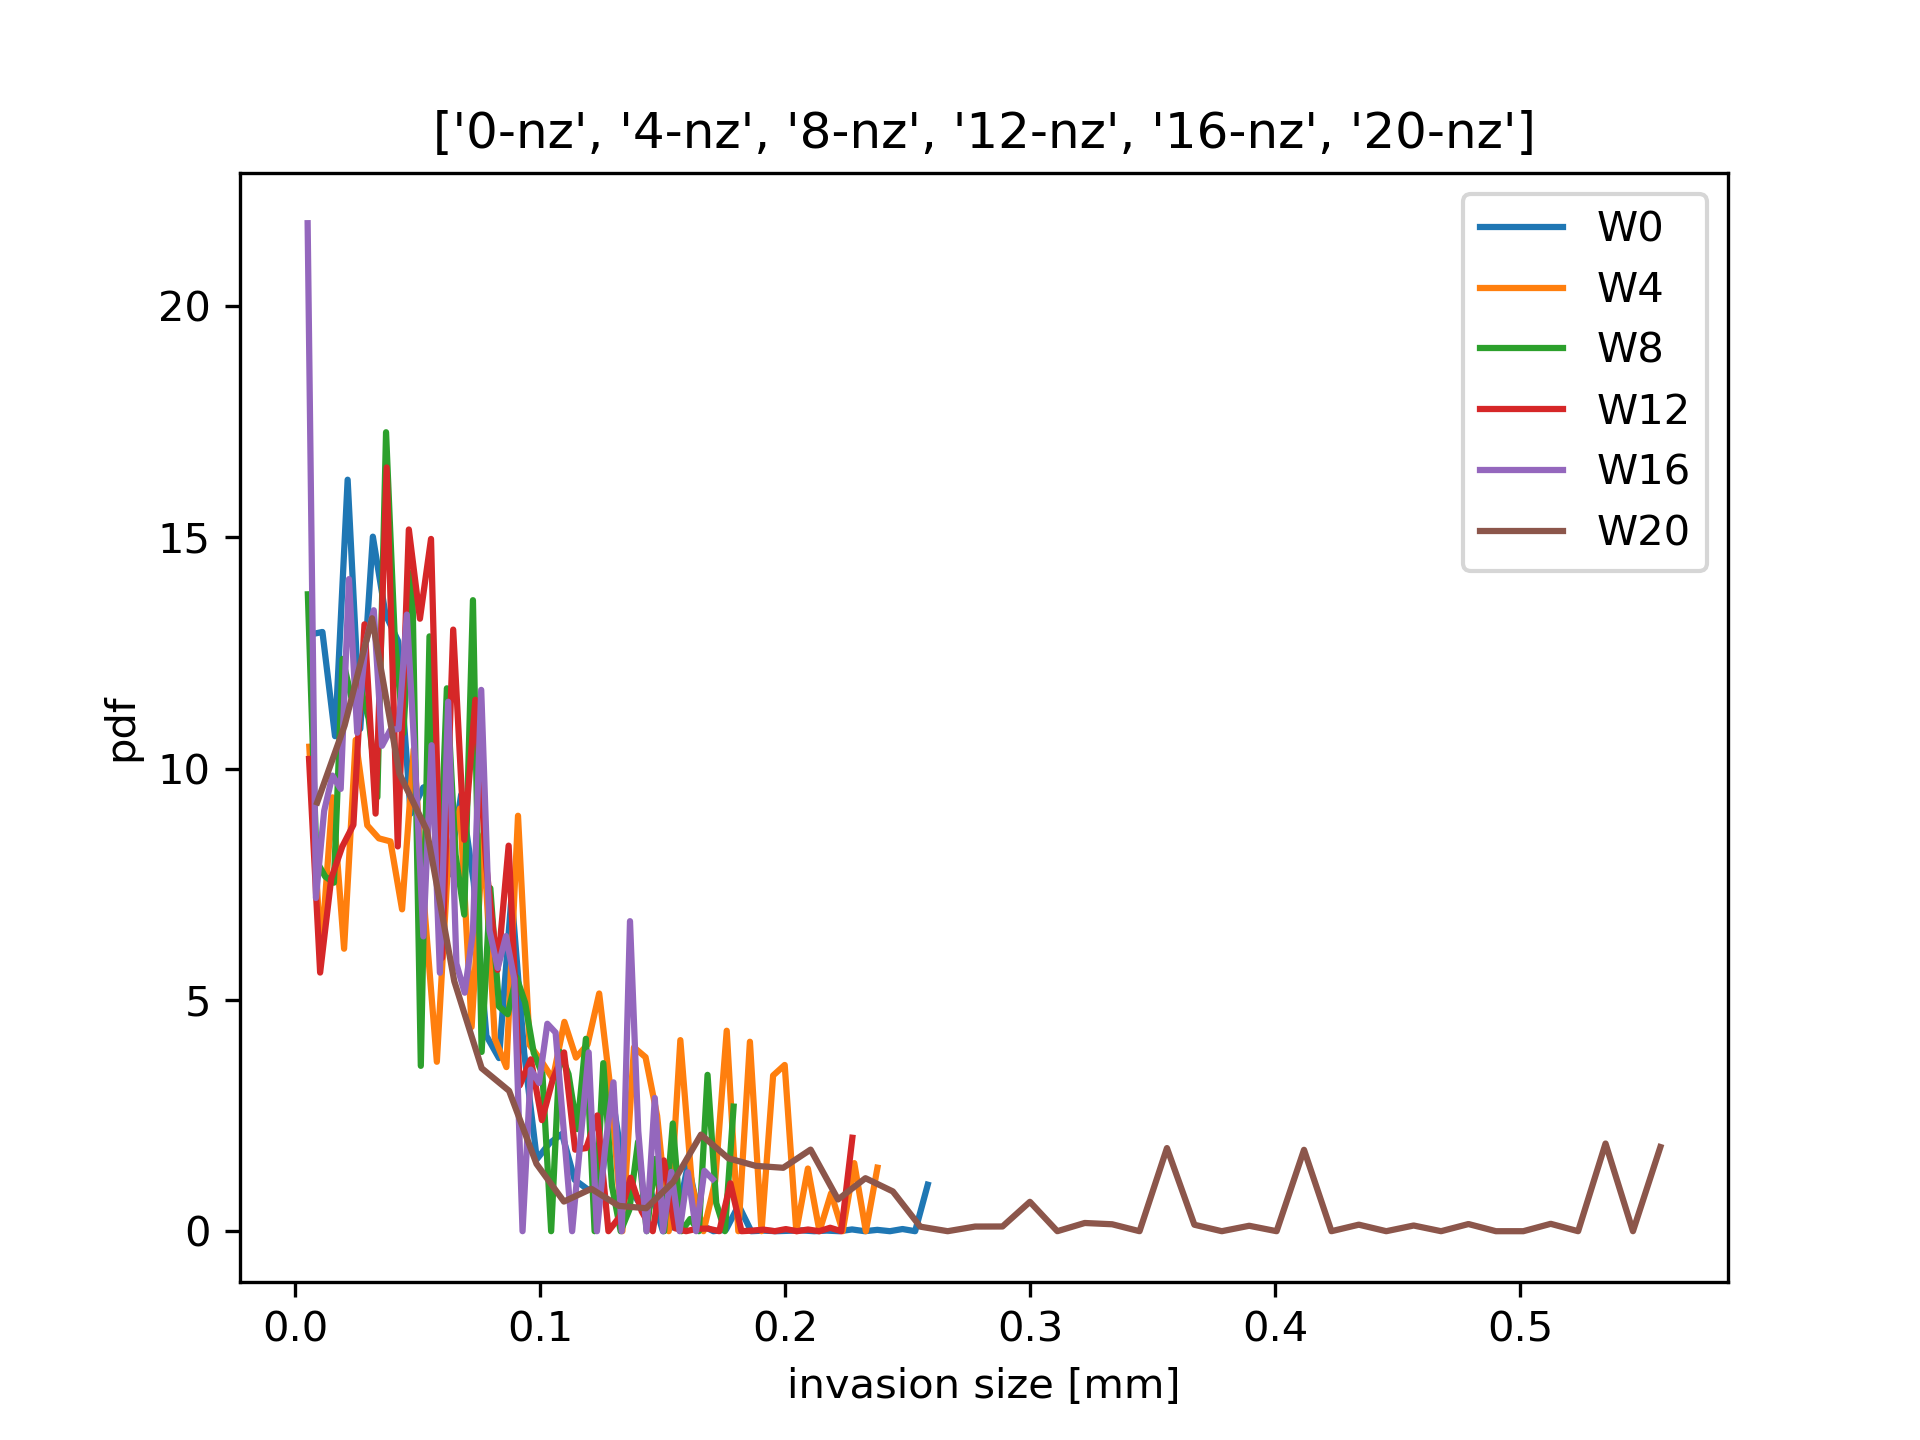 ['0-nz', '4-nz', '8-nz', '12-nz', '16-nz', '20-nz']
W0
W4
W8
W12
W16
W20
20
15
10
5
0
pdf
0.0 0.1 0.2 0.3 0.4 0.5
invasion size [mm]